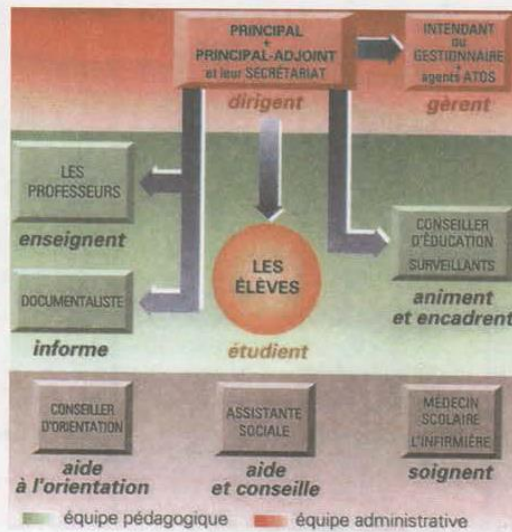 PRINCIPAL
+
PRINCIPAL-ADJOINT
et leur SECRÉTARIAT
dirigent
INTENDANT
ou
GESTIONNAIRE
+
agents ATOS
gèrent
LES
PROFESSEURS
enseignent
CONSEILLER
D'ÉDUCATION
SURVEILLANTS
animent
et encadrent
LES
ÉLÈVES
étudient
DOCUMENTALISTE
informe
CONSEILLER
D'ORIENTATION
aide
à l'orientation
ASSISTANTE
SOCIALE
aide
et conseille
MÉDECIN
SCOLAIRE
L'INFIRMIÈRE
soignent
équipe pédagogique
équipe administrative